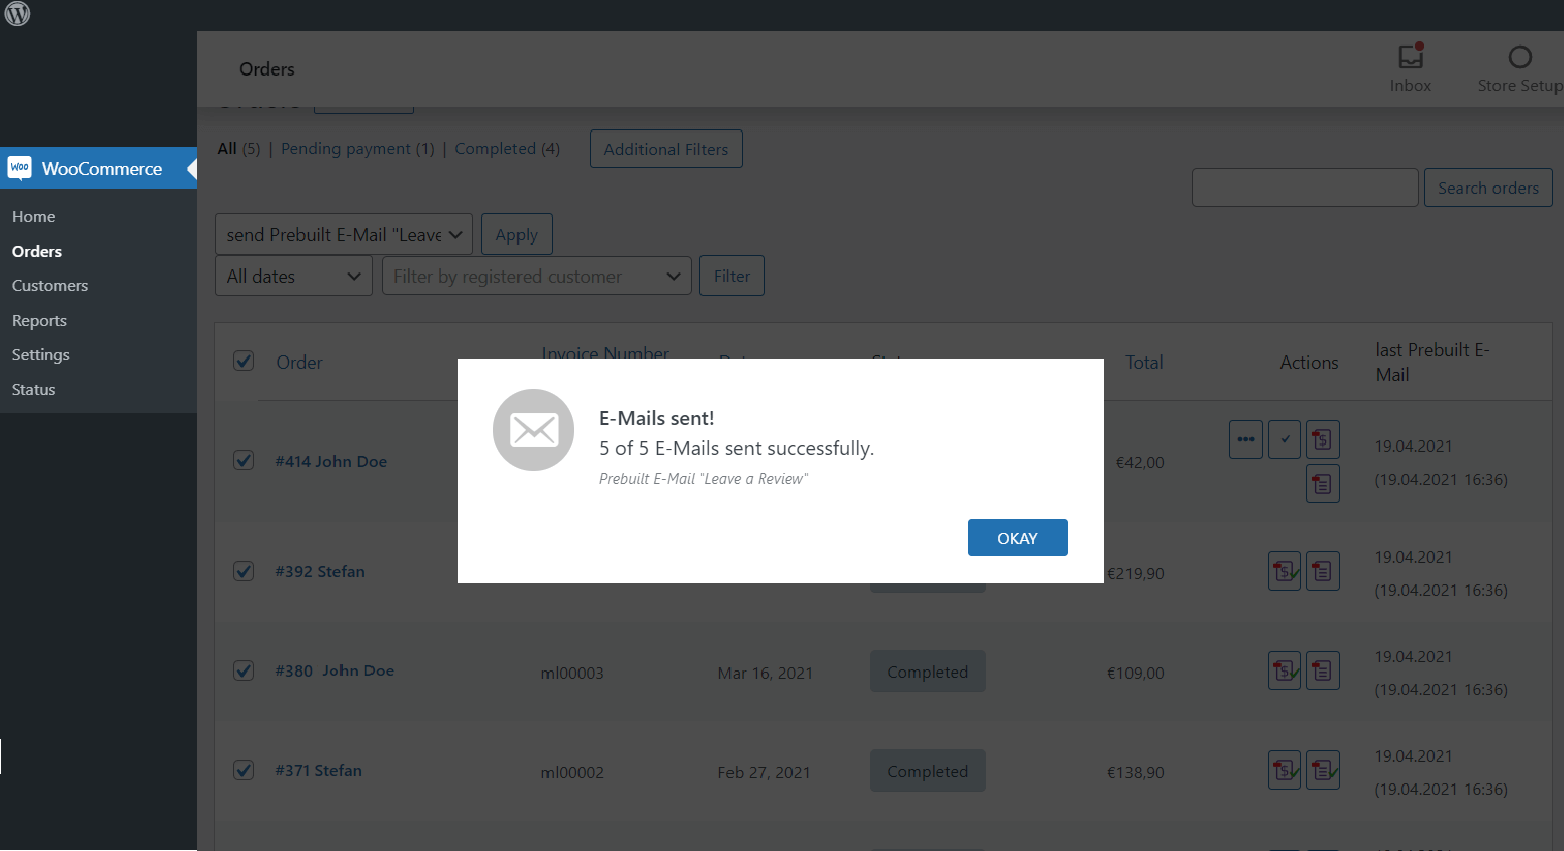 Orders
Inbox
Store Setup
All (5) | Pending payment (1) | Completed (4)
Additional Filters
Search orders
woo WooCommerce
Home
Orders
Customers
Reports
Settings
Status
send Prebuilt E-Mail "Leave
Apply
All dates
Filter by registered customer
Filter
Order
Invoice Number
Total
Actions
last Prebuilt E-
Mail
E-Mails sent!
5 of 5 E-Mails sent successfully.
Prebuilt E-Mail "Leave a Review"
OKAY
#414 John Doe
€42,00
19.04.2021
(19.04.2021 16:36)
#392 Stefan
€219,90
19.04.2021
(19.04.2021 16:36)
#380 John Doe
ml00003
Mar 16, 2021
Completed
€109,00
19.04.2021
(19.04.2021 16:36)
#371 Stefan
ml00002
Feb 27, 2021
Completed
€138,90
19.04.2021
(19.04.2021 16:36)